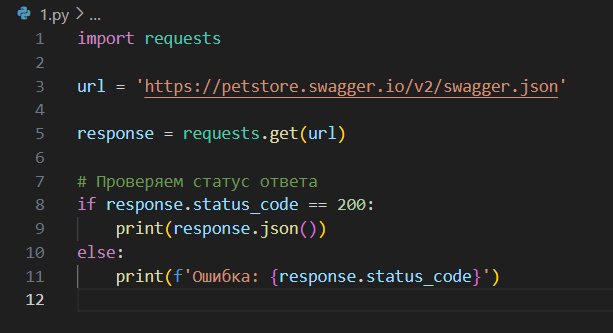 1.py > ...
1 import requests
2
3 url = 'https://petstore.swagger.io/v2/swagger.json'
4
5 response = requests.get(url)
6
7 # Проверяем статус ответа
8 if response.status_code == 200:
9     print(response.json())
10 else:
11     print(f'Ошибка: {response.status_code}')
12